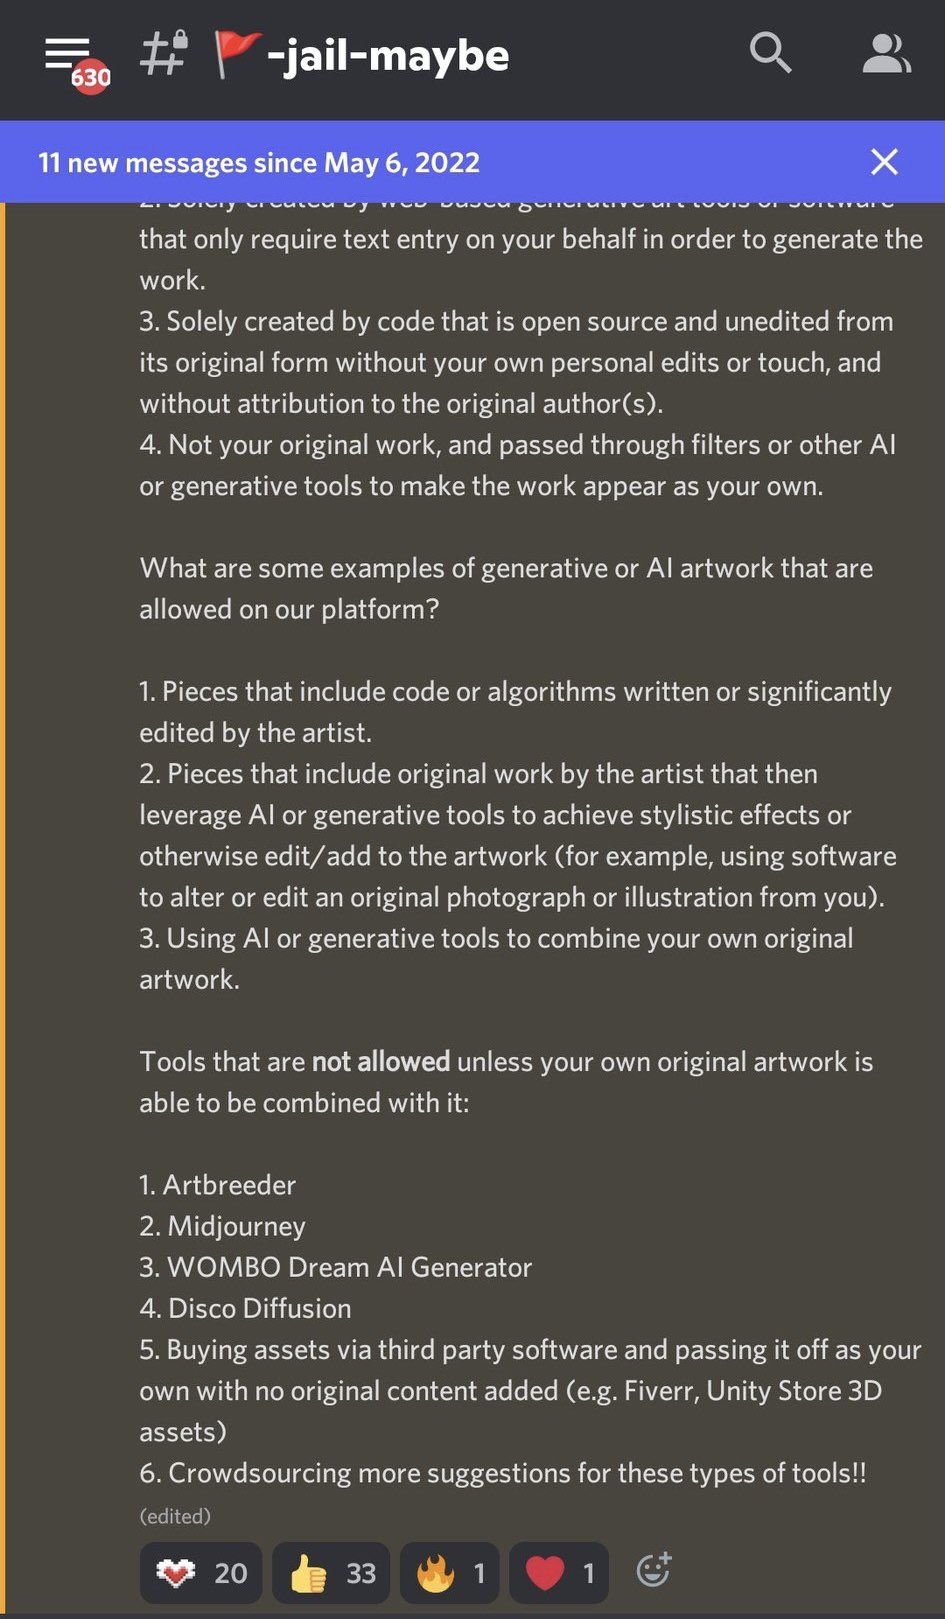 630
-jail-maybe
11 new messages since May 6, 2022
2. Solely created by web-based generative art tools or software
that only require text entry on your behalf in order to generate the
work.
3. Solely created by code that is open source and unedited from
its original form without your own personal edits or touch, and
without attribution to the original author(s).
4. Not your original work, and passed through filters or other AI
or generative tools to make the work appear as your own.
What are some examples of generative or AI artwork that are
allowed on our platform?
1. Pieces that include code or algorithms written or significantly
edited by the artist.
2. Pieces that include original work by the artist that then
leverage AI or generative tools to achieve stylistic effects or
otherwise edit/add to the artwork (for example, using software
to alter or edit an original photograph or illustration from you).
3. Using AI or generative tools to combine your own original
artwork.
Tools that are not allowed unless your own original artwork is
able to be combined with it:
1. Artbreeder
2. Midjourney
3. WOMBO Dream AI Generator
4. Disco Diffusion
5. Buying assets via third party software and passing it off as your
own with no original content added (e.g. Fiverr, Unity Store 3D
assets)
6. Crowdsourcing more suggestions for these types of tools!!
(edited)
20 33 1 1